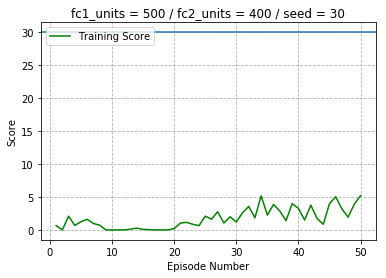 fc1_units = 500 / fc2_units = 400 / seed = 30
Training Score
30
25
20
15
10
5
0
Score
0 10 20 30 40 50
Episode Number